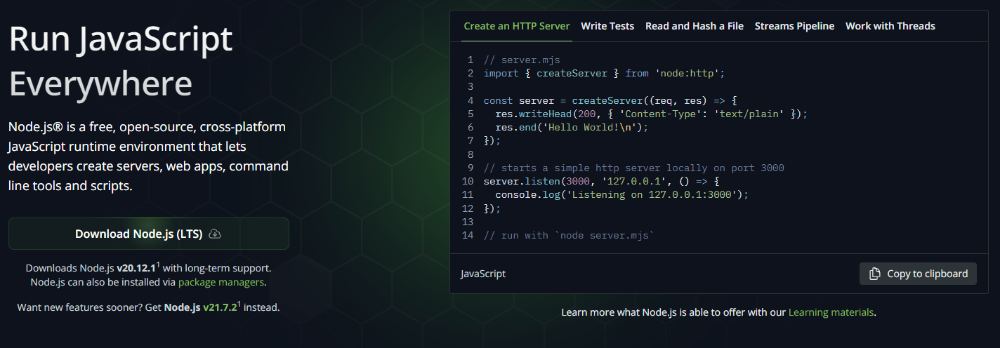 Run JavaScript
Everywhere
Node.js® is a free, open-source, cross-platform
JavaScript runtime environment that lets
developers create servers, web apps, command
line tools and scripts.
Download Node.js (LTS)
Downloads Node.js v20.12.1¹ with long-term support.
Node.js can also be installed via package managers.
Want new features sooner? Get Node.js v21.7.2¹ instead.
Create an HTTP Server Write Tests Read and Hash a File Streams Pipeline Work with Threads
1 // server.mjs
2 import { createServer } from 'node:http';
3
4 const server = createServer((req, res) => {
5   res.writeHead(200, { 'Content-Type': 'text/plain' });
6   res.end('Hello World!\n');
7 });
8
9 // starts a simple http server locally on port 3000
10 server.listen(3000, '127.0.0.1', () => {
11   console.log('Listening on 127.0.0.1:3000');
12 });
13
14 // run with `node server.mjs`
JavaScript
Copy to clipboard
Learn more what Node.js is able to offer with our Learning materials.